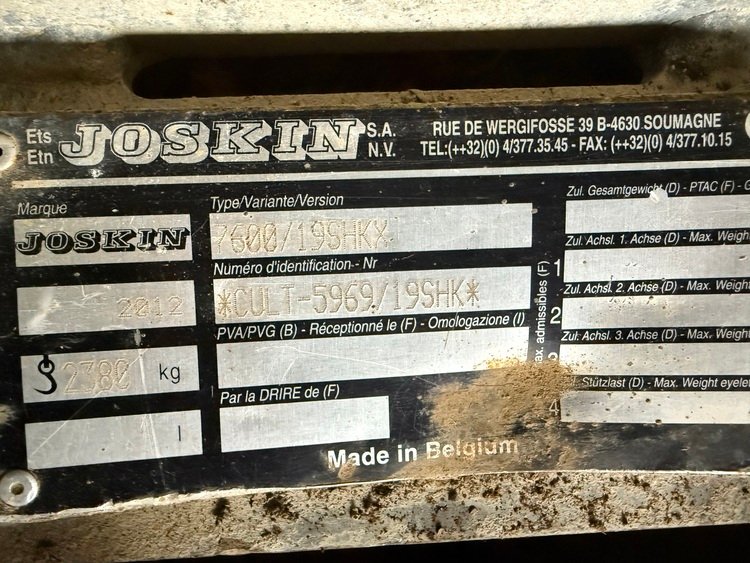 Ets JOSKIN S.A.
Etn N.V.
RUE DE WERGIFOSSE 39 B-4630 SOUMAGNE
TEL:(++32)(0) 4/377.35.45 - FAX: (++32)(0) 4/377.10.15
Marque
JOSKIN
2012
2380 kg
l
Type/Variante/Version
7600/19SHKX
Numéro d'identification - Nr
*CULT-5969/19SHK*
PVA/PVG (B) - Réceptionné le (F) - Omologazione (I)
Par la DRIRE de (F)
Made in Belgium
admissibles (F)
Zul. Gesamtgewicht (D) - PTAC (F) -
Zul. Achsl. 1. Achse (D) - Max. Weight
1
Zul. Achsl. 2. Achse (D) - Max. Weight
2
Zul. Achsl. 3. Achse (D) - Max. Weight
3
Stützlast (D) - Max. Weight
4